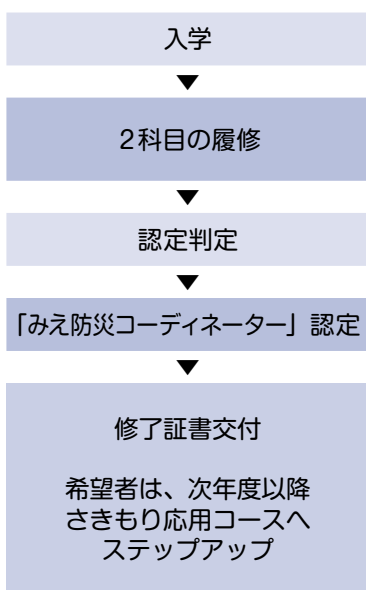 入学
▼
2科目の履修
▼
認定判定
▼
「みえ防災コーディネーター」認定
▼
修了証書交付
希望者は、次年度以降
さきもり応用コースへ
ステップアップ